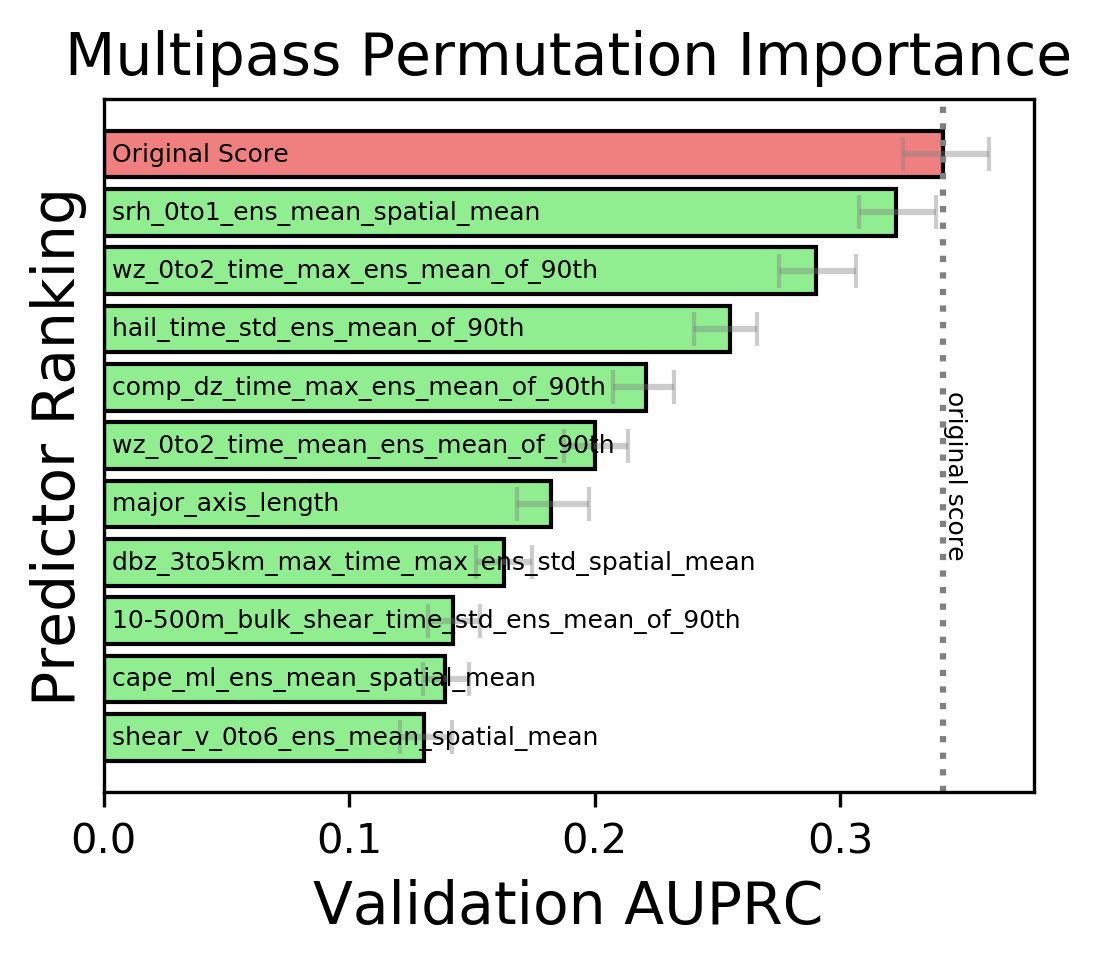 Multipass Permutation Importance
Predictor Ranking
Original Score
srh_0to1_ens_mean_spatial_mean
wz_0to2_time_max_ens_mean_of_90th
hail_time_std_ens_mean_of_90th
comp_dz_time_max_ens_mean_of_90th
wz_0to2_time_mean_ens_mean_of_90th
major_axis_length
dbz_3to5km_max_time_max_ens_std_spatial_mean
10-500m_bulk_shear_time_std_ens_mean_of_90th
cape_ml_ens_mean_spatial_mean
shear_v_0to6_ens_mean_spatial_mean
original score
0.0 0.1 0.2 0.3
Validation AUPRC